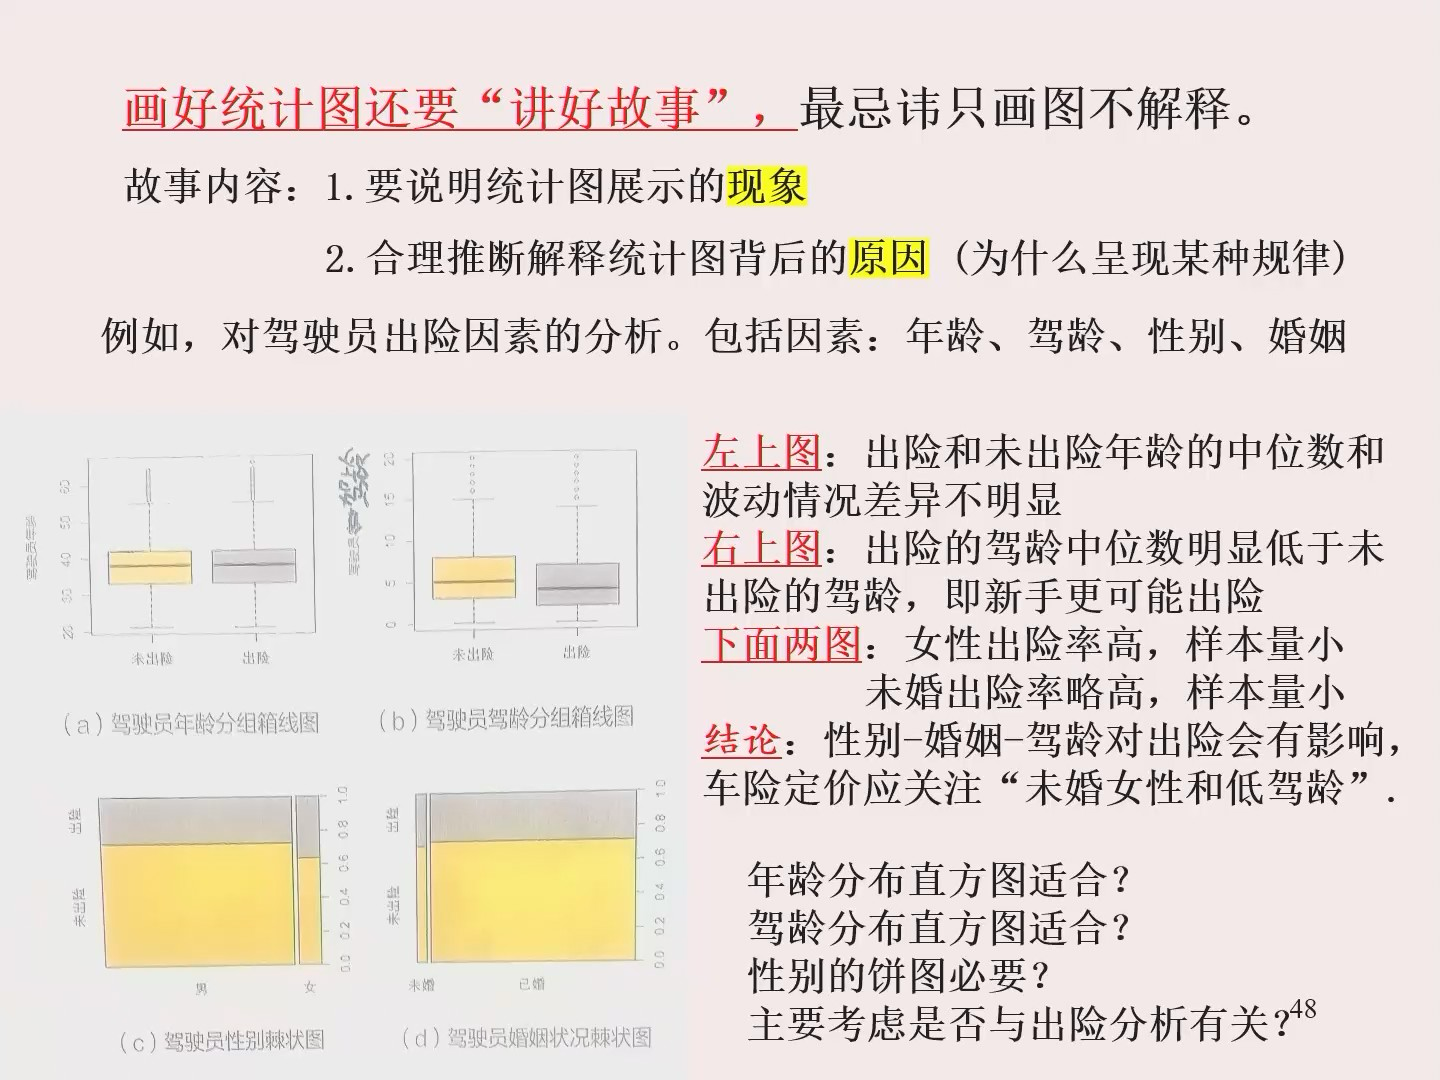 画好统计图还要“讲好故事”，最忌讳只画图不解释。
故事内容：1.要说明统计图展示的现象
2.合理推断解释统计图背后的原因 (为什么呈现某种规律)
例如，对驾驶员出险因素的分析。包括因素：年龄、驾龄、性别、婚姻
驾驶员年龄
20 30 40 50 60
未出险 出险
(a)驾驶员年龄分组箱线图
驾龄
0 5 10 15 20
未出险 出险
(b)驾驶员驾龄分组箱线图
未出险 出险
0.0 0.2 0.4 0.6 0.8 1.0
男 女
(c)驾驶员性别棘状图
未出险 出险
0.0 0.2 0.4 0.6 0.8 1.0
未婚 已婚
(d)驾驶员婚姻状况棘状图
左上图：出险和未出险年龄的中位数和
波动情况差异不明显
右上图：出险的驾龄中位数明显低于未
出险的驾龄，即新手更可能出险
下面两图：女性出险率高，样本量小
未婚出险率略高，样本量小
结论：性别-婚姻-驾龄对出险会有影响，
车险定价应关注“未婚女性和低驾龄”.
年龄分布直方图适合？
驾龄分布直方图适合？
性别的饼图必要？
主要考虑是否与出险分析有关？
48